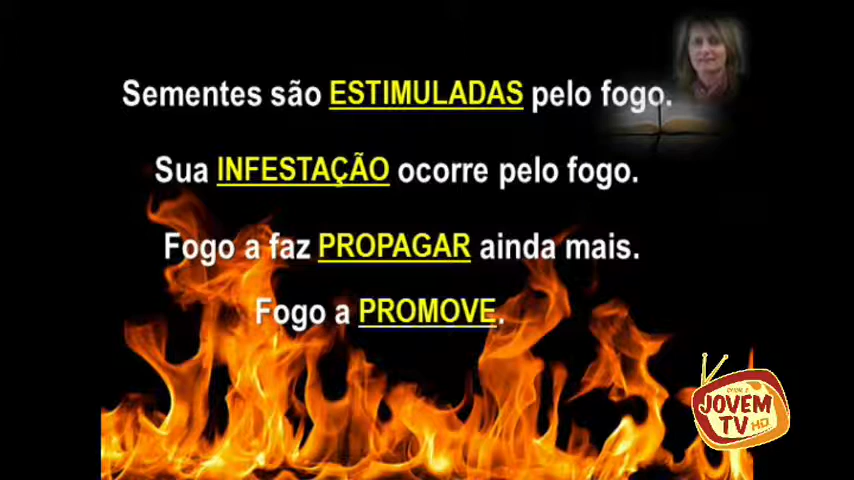 Sementes são ESTIMULADAS pelo fogo.
Sua INFESTAÇÃO ocorre pelo fogo.
Fogo a faz PROPAGAR ainda mais.
Fogo a PROMOVE.
JOVEM
TV HD